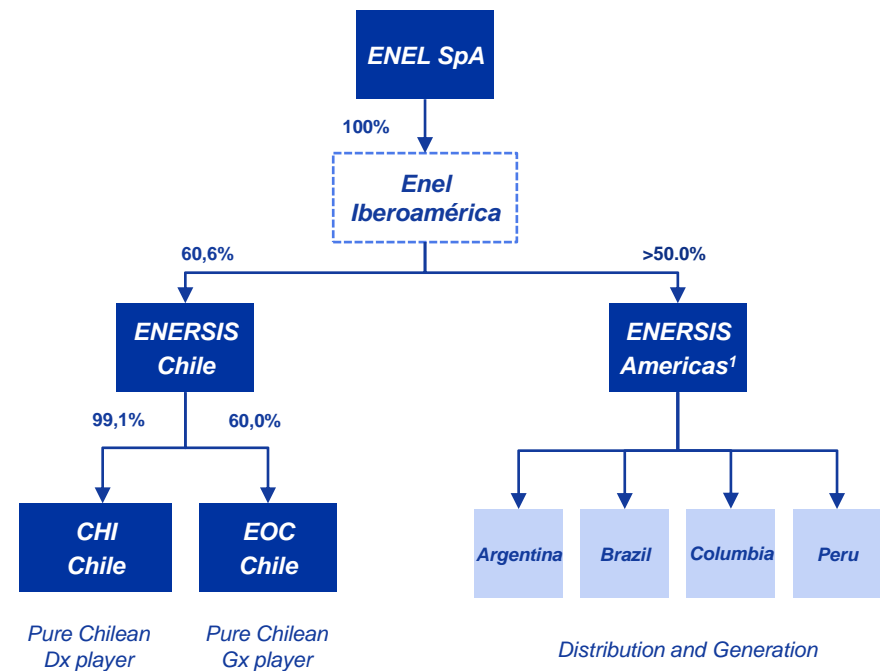 ENEL SpA
100%
Enel
Iberoamérica
60,6%
>50.0%
ENERSIS
Chile
ENERSIS
Americas¹
99,1%
60,0%
CHI
Chile
EOC
Chile
Argentina
Brazil
Columbia
Peru
Pure Chilean
Dx player
Pure Chilean
Gx player
Distribution and Generation